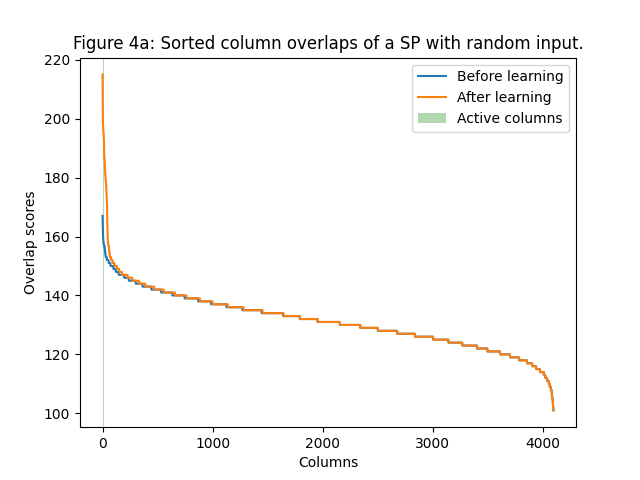 Figure 4a: Sorted column overlaps of a SP with random input.
220
200
180
160
140
120
100
Overlap scores
Before learning
After learning
Active columns
0 1000 2000 3000 4000
Columns